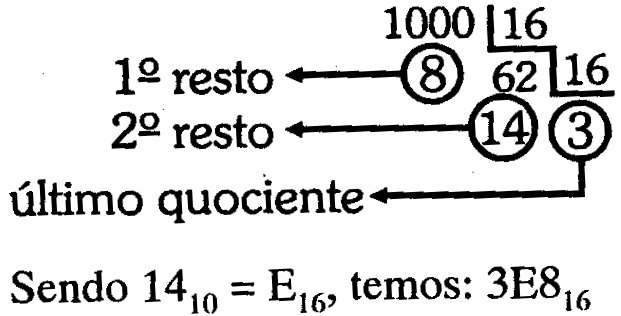 1000 16
1º resto 8 62 16
2º resto 14 3
último quociente
Sendo 14₁₀ = E₁₆, temos: 3E8₁₆